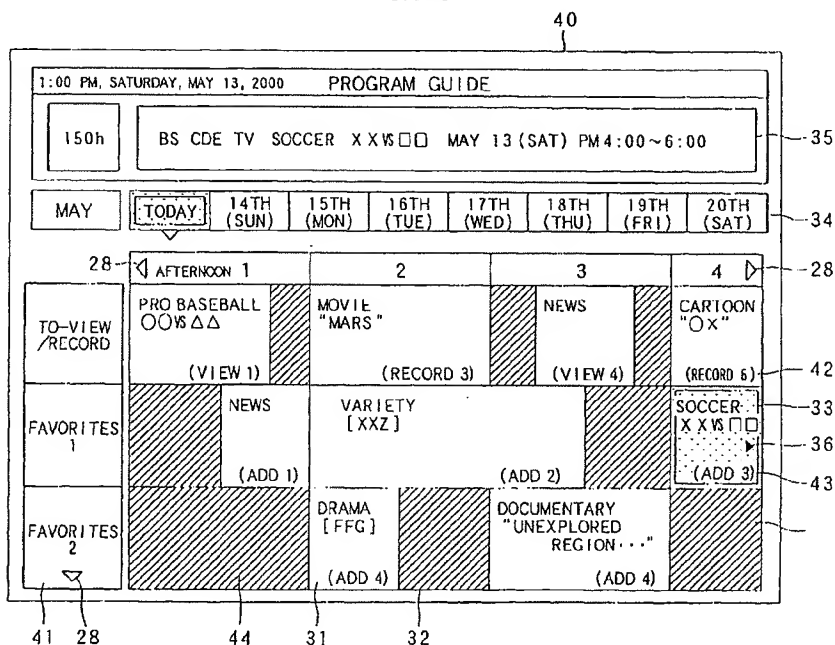 40
1:00 PM, SATURDAY, MAY 13, 2000 PROGRAM GUIDE
150h
BS CDE TV SOCCER X X VS □□ MAY 13 (SAT) PM 4:00~6:00
35
MAY
TODAY
14TH (SUN)
15TH (MON)
16TH (TUE)
17TH (WED)
18TH (THU)
19TH (FRI)
20TH (SAT)
34
28
◁ AFTERNOON 1
2
3
4 ▷
28
TO-VIEW
/RECORD
PRO BASEBALL
○○VS△△
(VIEW 1)
MOVIE
"MARS"
(RECORD 3)
NEWS
(VIEW 4)
CARTOON
"○×"
(RECORD 6)
42
FAVORITES
1
NEWS
(ADD 1)
VARIETY
[XXZ]
(ADD 2)
SOCCER
X X VS □□
(ADD 3)
33
36
43
FAVORITES
2
DRAMA
[FFG]
(ADD 4)
DOCUMENTARY
"UNEXPLORED
REGION···"
(ADD 4)
41 28 44 31 32